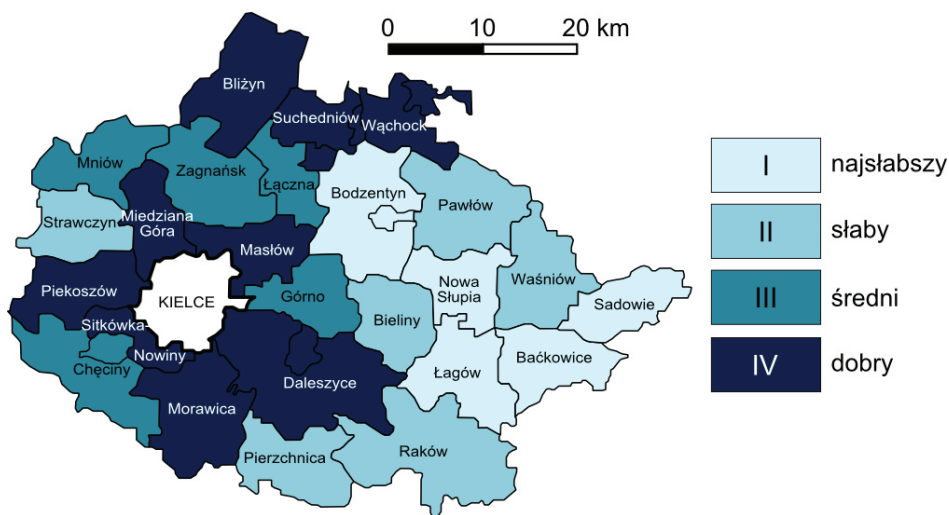 0 10 20 km
Bliżyn
Suchedniów
Wąchock
Mniów
Zagnańsk
Łączna
Bodzentyn
Pawłów
Strawczyn
Miedziana
Góra
Masłów
Piekoszów
KIELCE
Górno
Nowa
Słupia
Waśniów
Sadowie
Sitkówka-
Nowiny
Bieliny
Chęciny
Daleszyce
Łagów
Baćkowice
Morawica
Pierzchnica
Raków
I najsłabszy
II słaby
III średni
IV dobry